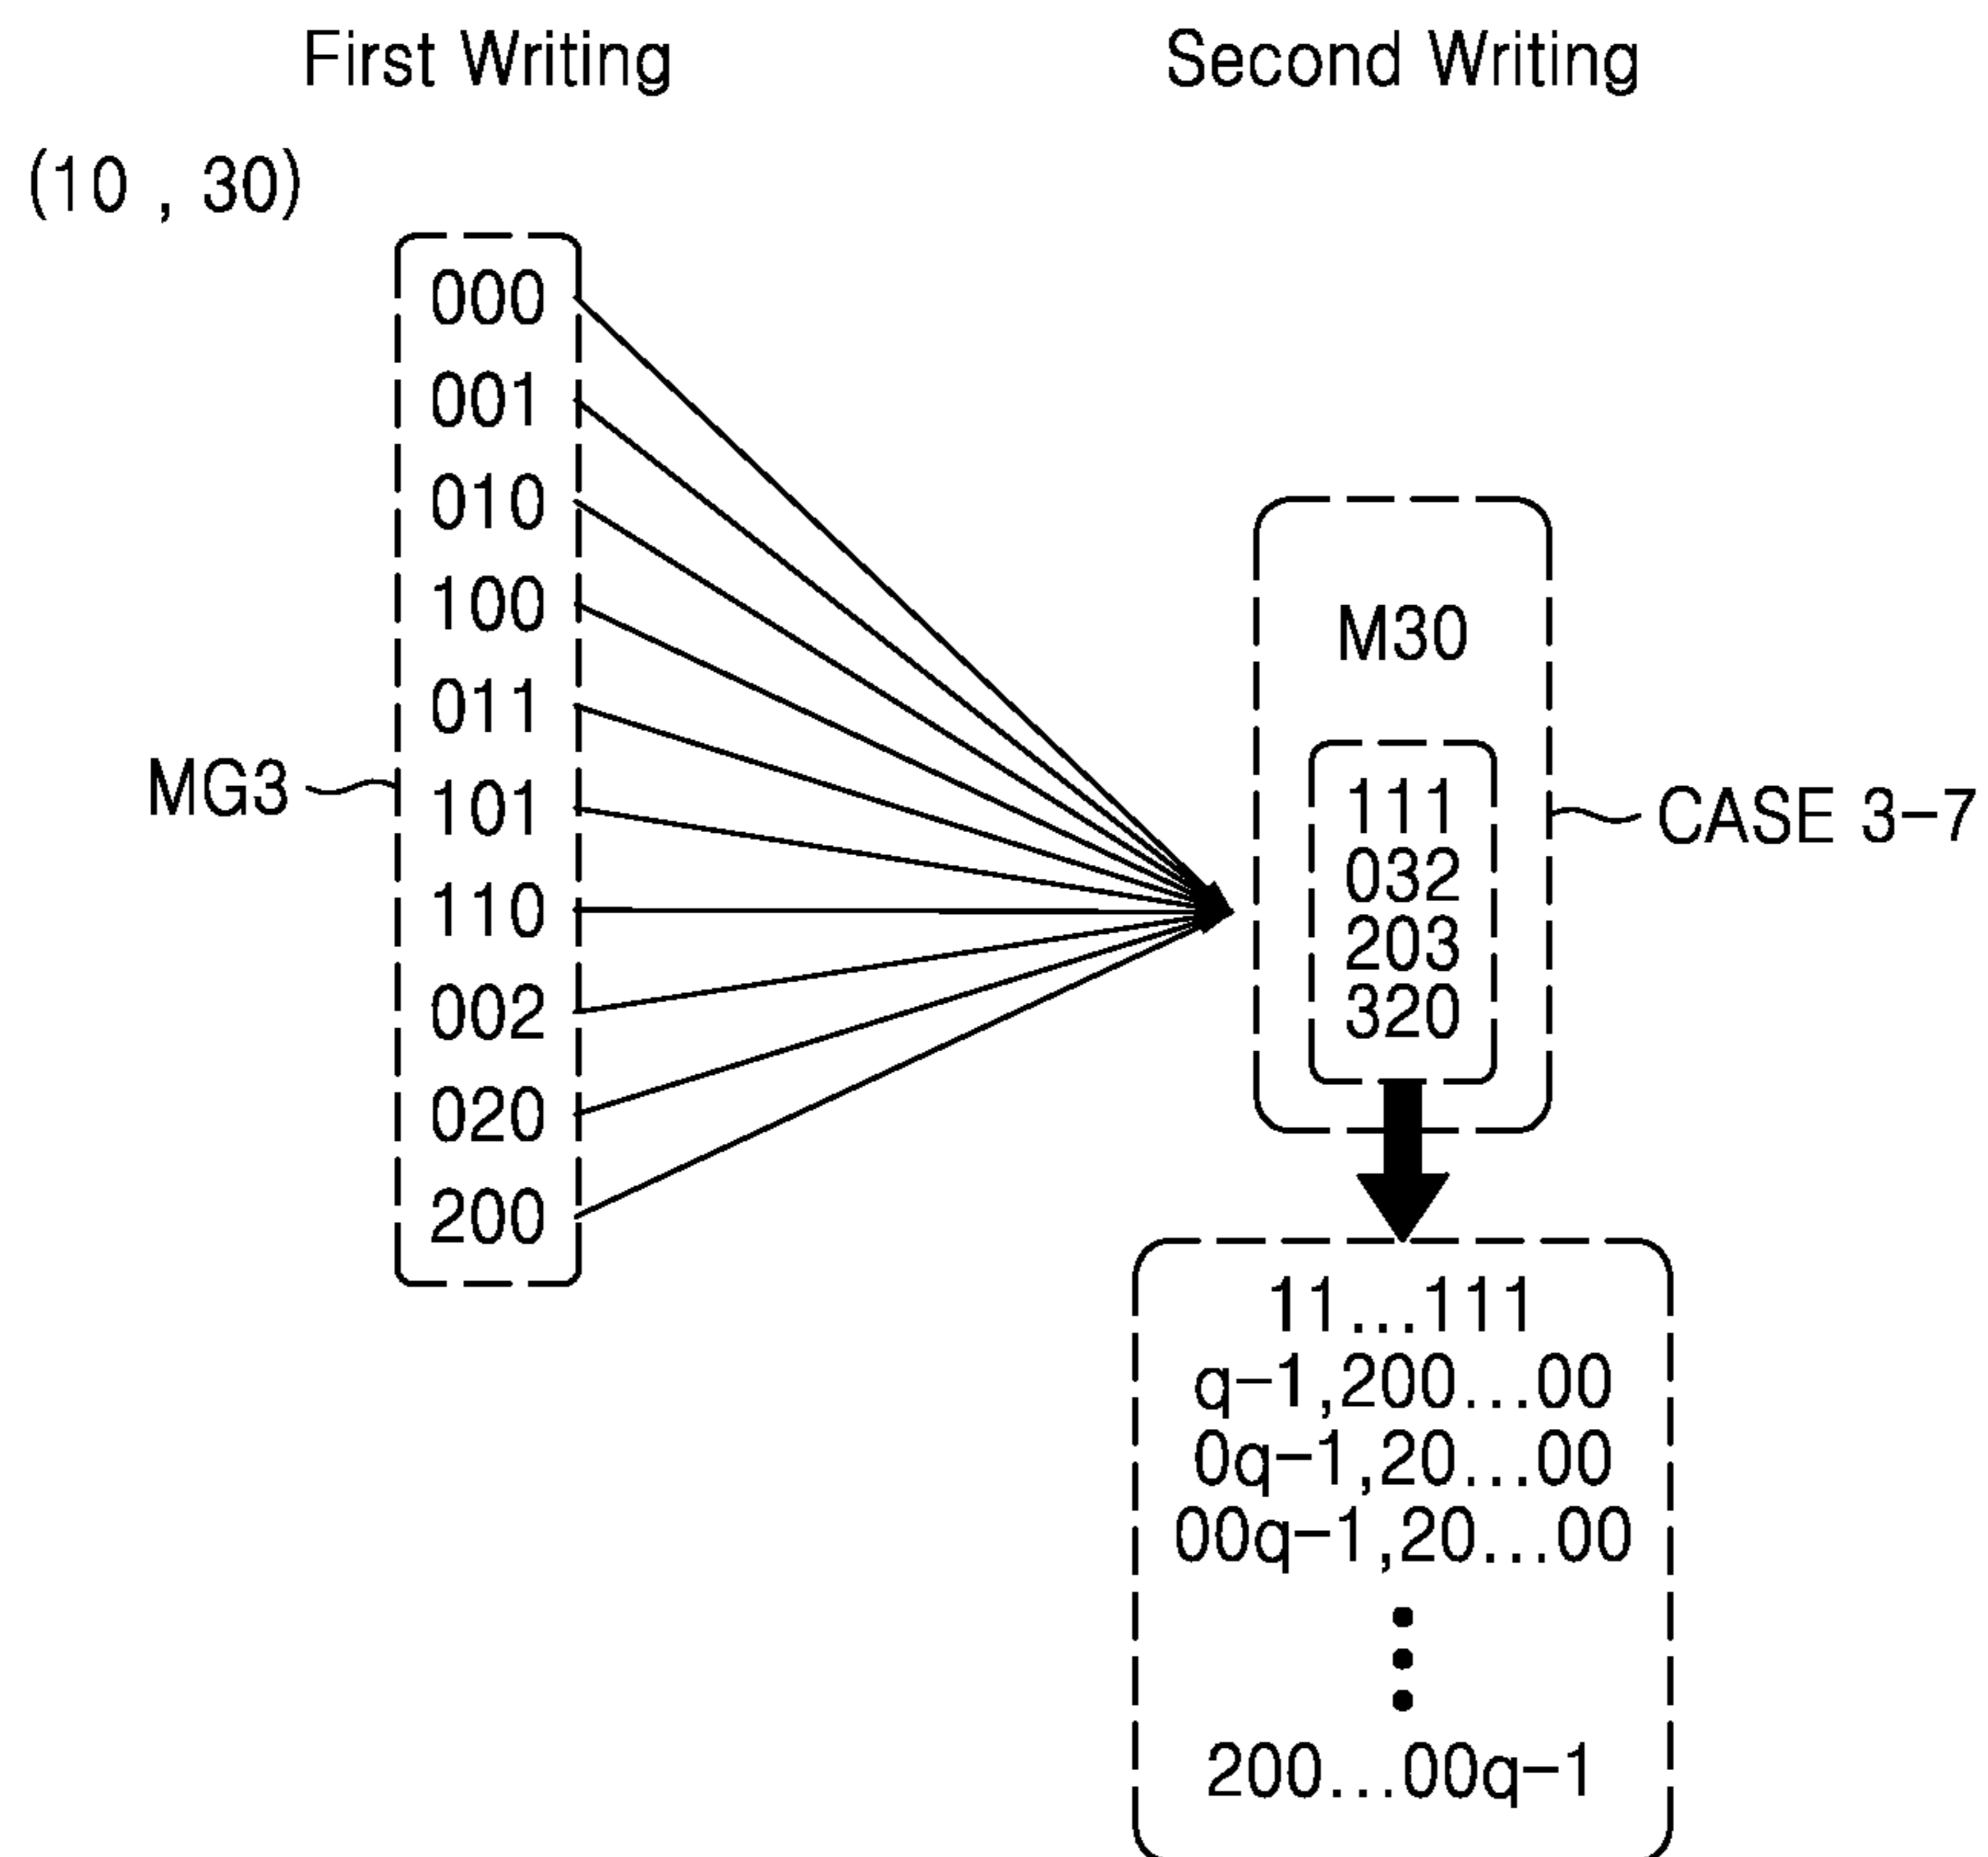 First Writing
Second Writing
(10 , 30)
000
001
010
100
011
101
110
002
020
200
MG3
M30
111
032
203
320
CASE 3-7
11...111
q-1,200...00
0q-1,20...00
00q-1,20...00
200...00q-1